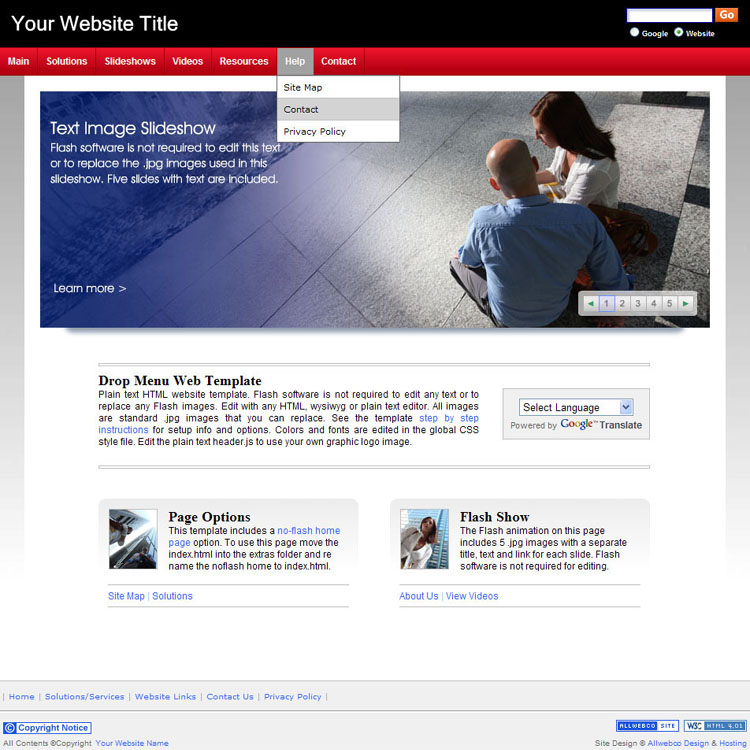 Your Website Title
Go
Google Website
Main Solutions Slideshows Videos Resources Help Contact
Site Map
Contact
Privacy Policy
Text Image Slideshow
Flash software is not required to edit this text
or to replace the .jpg images used in this
slideshow. Five slides with text are included.
Learn more >
1 2 3 4 5
Drop Menu Web Template
Plain text HTML website template. Flash software is not required to edit any text or to
replace any Flash images. Edit with any HTML, wysiwyg or plain text editor. All images
are standard .jpg images that you can replace. See the template step by step
instructions for setup info and options. Colors and fonts are edited in the global CSS
style file. Edit the plain text header.js to use your own graphic logo image.
Select Language
Powered by Google™ Translate
Page Options
This template includes a no-flash home
page option. To use this page move the
index.html into the extras folder and re
name the noflash home to index.html.
Site Map | Solutions
Flash Show
The Flash animation on this page
includes 5 .jpg images with a separate
title, text and link for each slide. Flash
software is not required for editing.
About Us | View Videos
| Home | Solutions/Services | Website Links | Contact Us | Privacy Policy |
© Copyright Notice
ALLWEBCO SITE W3C HTML 4.01
All Contents ©Copyright Your Website Name
Site Design © Allwebco Design & Hosting